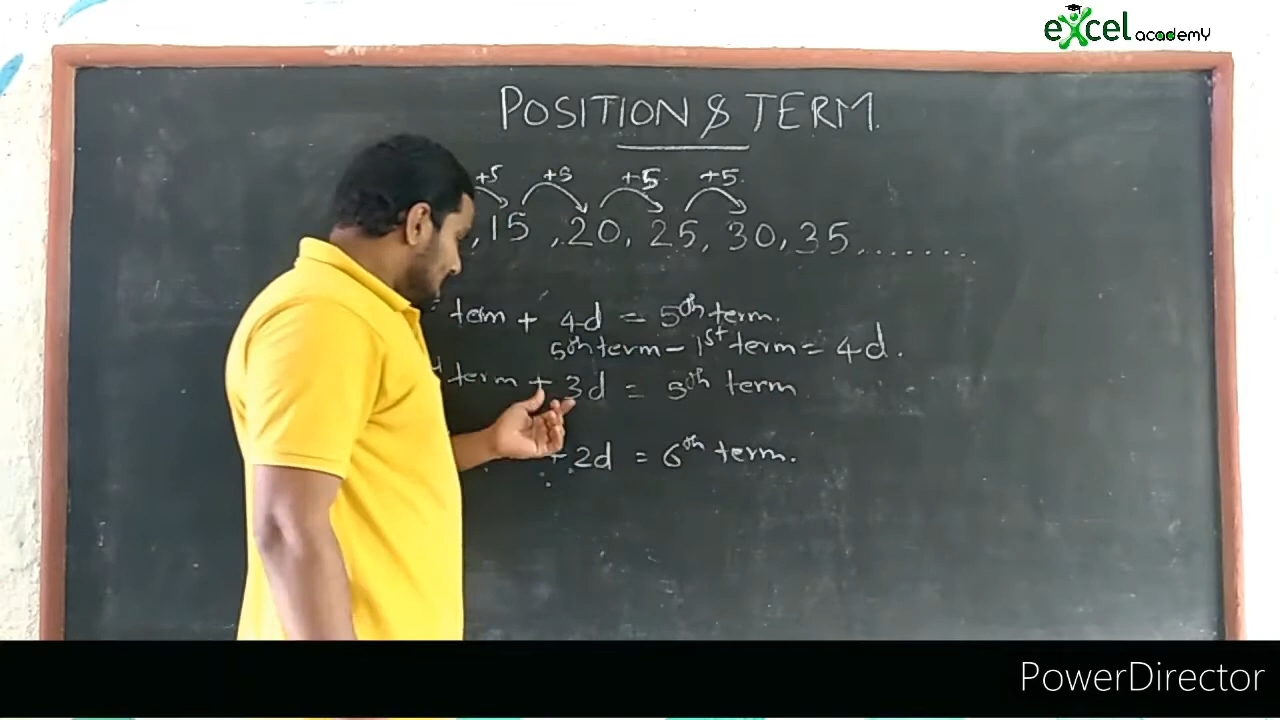 excel academy
POSITION & TERM.
+5 +5 +5 +5.
, 15, 20, 25, 30, 35, .......
term + 4d = 5th term.
5th term - 1st term = 4d.
term + 3d = 5th term
+ 2d = 6th term.
PowerDirector